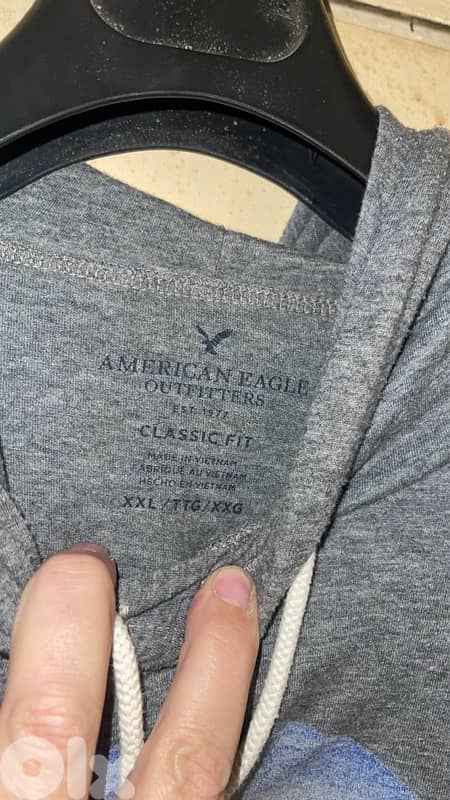 AMERICAN EAGLE
OUTFITTERS
EST. 1977
CLASSIC FIT
MADE IN VIETNAM
FABRIQUÉ AU VIETNAM
HECHO EN VIETNAM
XXL/TTG/XXG
olx